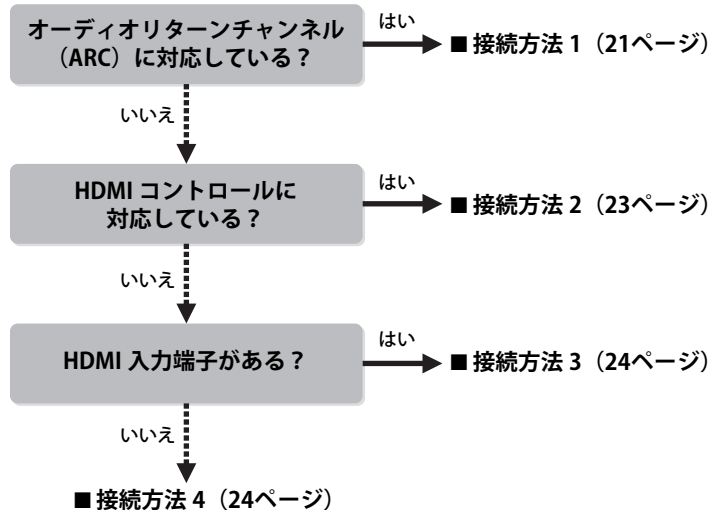 オーディオリターンチャンネル
(ARC)に対応している?
はい
■ 接続方法 1(21ページ)
いいえ
HDMI コントロールに
対応している?
はい
■ 接続方法 2(23ページ)
いいえ
HDMI 入力端子がある?
はい
■ 接続方法 3(24ページ)
いいえ
■ 接続方法 4(24ページ)